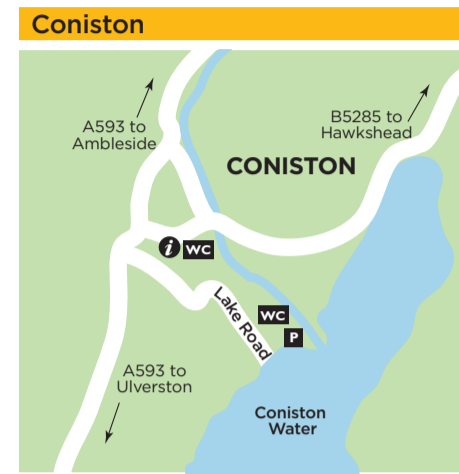 Coniston
A593 to
Ambleside
B5285 to
Hawkshead
CONISTON
i WC
Lake Road
WC
P
A593 to
Ulverston
Coniston
Water